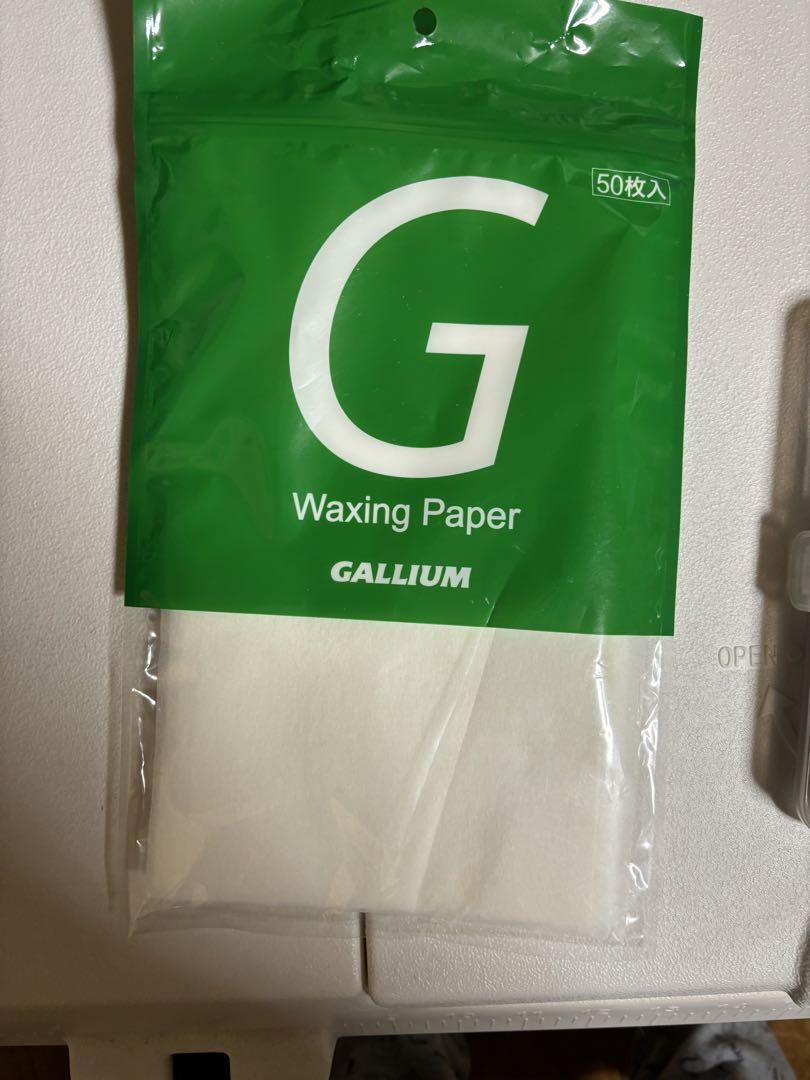 50枚入
G
Waxing Paper
GALLIUM
OPEN